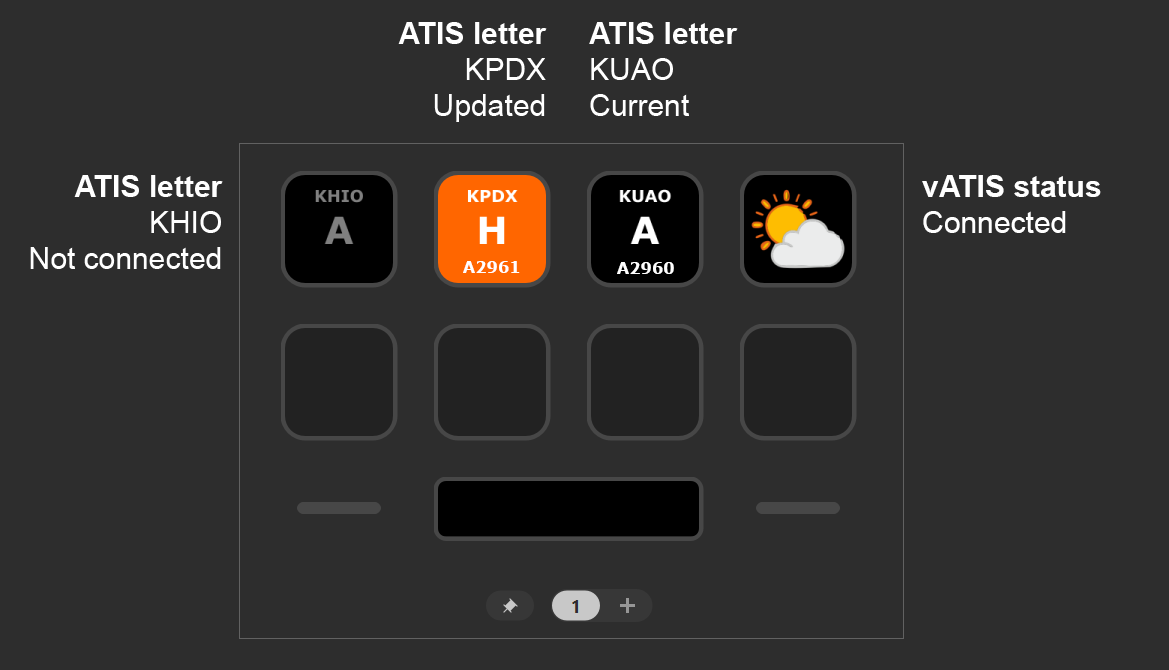 ATIS letter
KPDX
Updated
ATIS letter
KUAO
Current
ATIS letter
KHIO
Not connected
KHIO
A
KPDX
H
A2961
KUAO
A
A2960
vATIS status
Connected
1